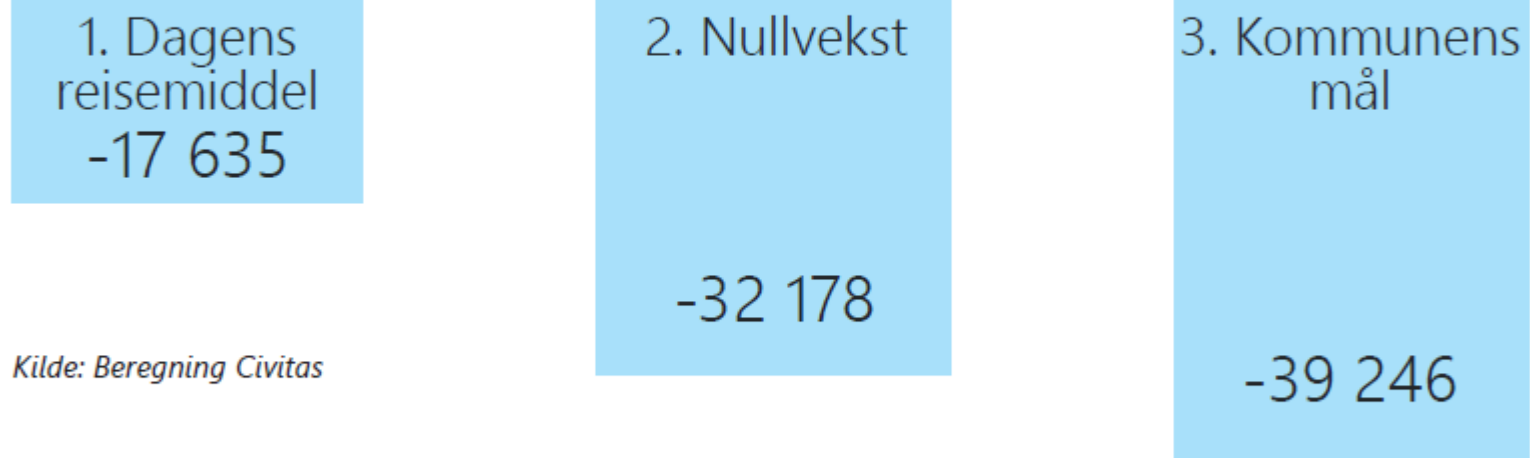 1. Dagens
reisemiddel
-17 635
2. Nullvekst
-32 178
3. Kommunens
mål
-39 246
Kilde: Beregning Civitas